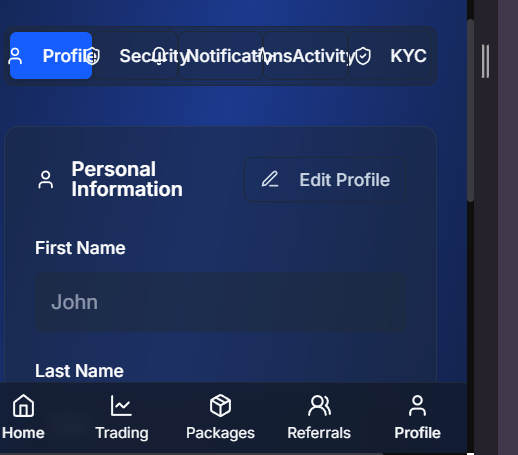 Profile Security Notifications Activity KYC
Personal
Information
Edit Profile
First Name
John
Last Name
Home Trading Packages Referrals Profile